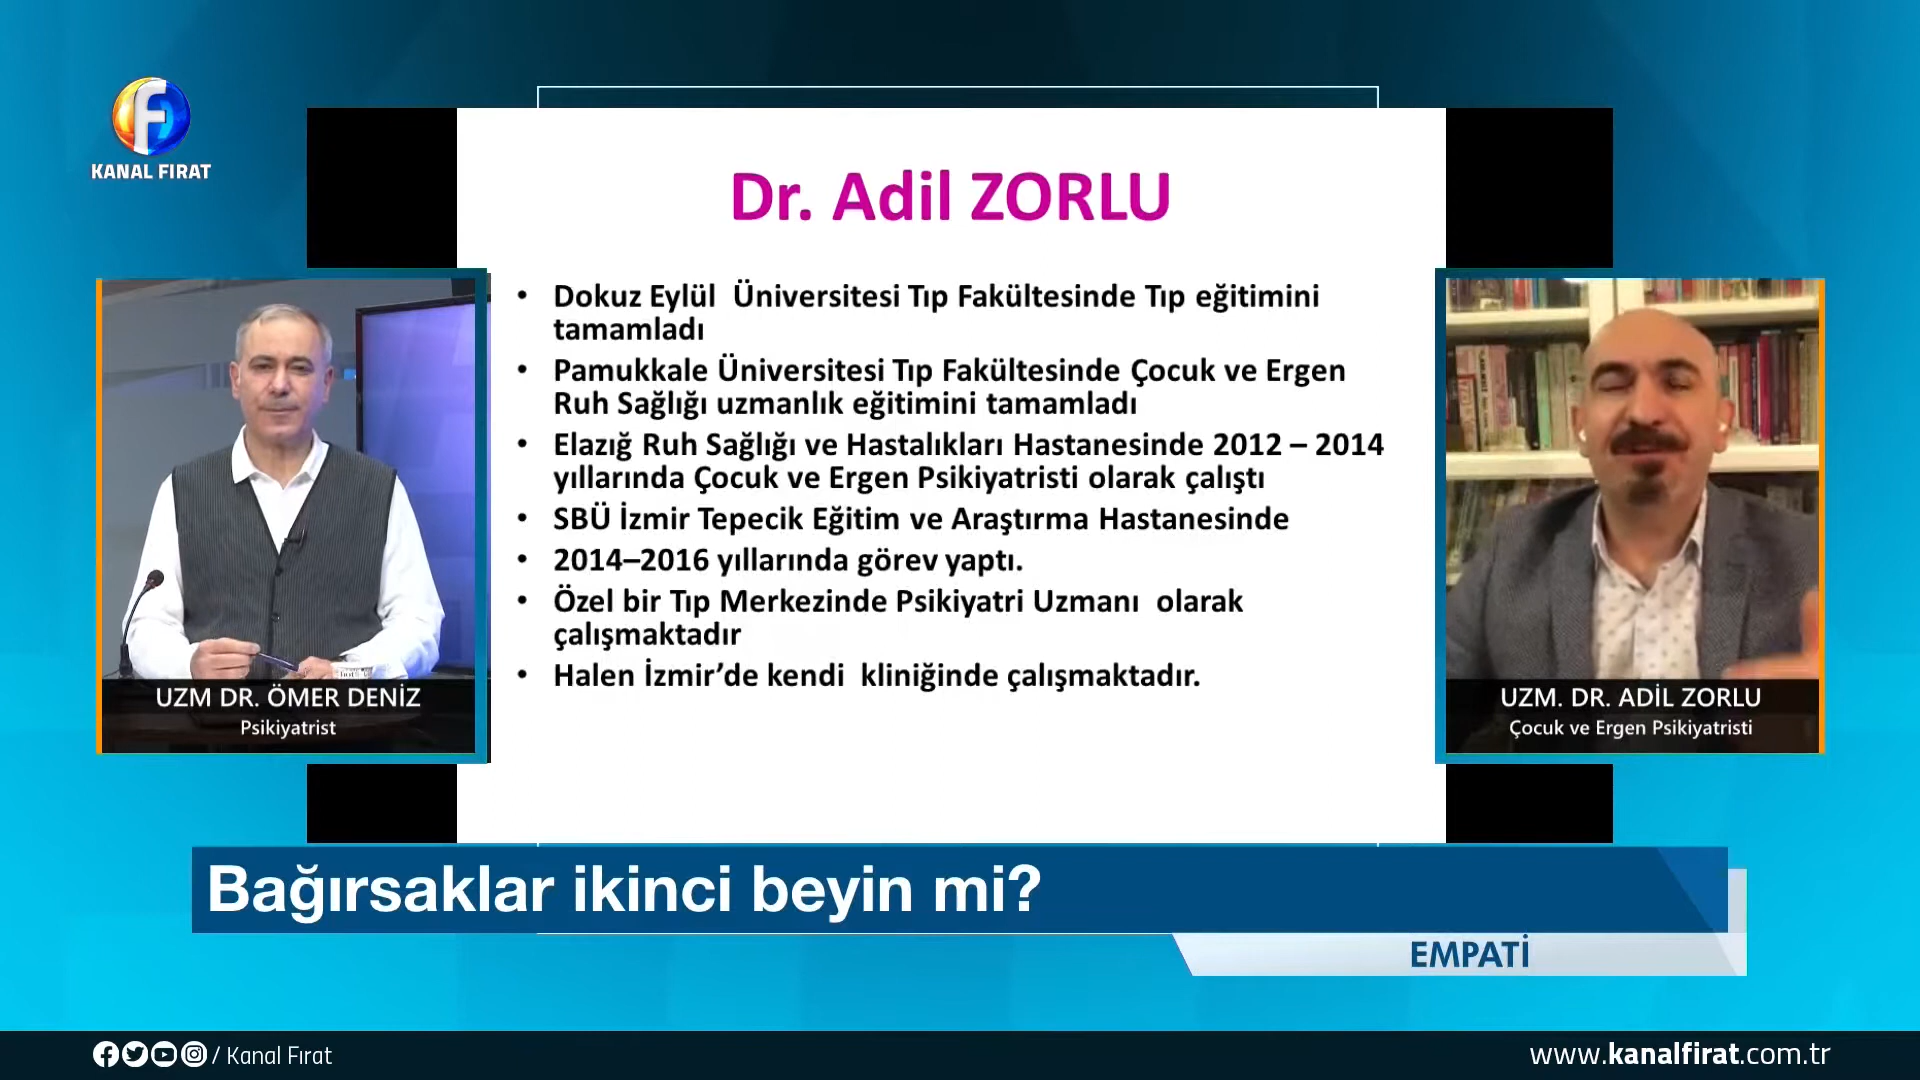 KANAL FIRAT
Dr. Adil ZORLU
• Dokuz Eylül Üniversitesi Tıp Fakültesinde Tıp eğitimini
tamamladı
• Pamukkale Üniversitesi Tıp Fakültesinde Çocuk ve Ergen
Ruh Sağlığı uzmanlık eğitimini tamamladı
• Elazığ Ruh Sağlığı ve Hastalıkları Hastanesinde 2012 – 2014
yıllarında Çocuk ve Ergen Psikiyatristi olarak çalıştı
• SBÜ İzmir Tepecik Eğitim ve Araştırma Hastanesinde
• 2014–2016 yıllarında görev yaptı.
• Özel bir Tıp Merkezinde Psikiyatri Uzmanı olarak
çalışmaktadır
• Halen İzmir’de kendi kliniğinde çalışmaktadır.
UZM DR. ÖMER DENİZ
Psikiyatrist
UZM. DR. ADİL ZORLU
Çocuk ve Ergen Psikiyatristi
Bağırsaklar ikinci beyin mi?
EMPATİ
/ Kanal Fırat
www.kanalfirat.com.tr